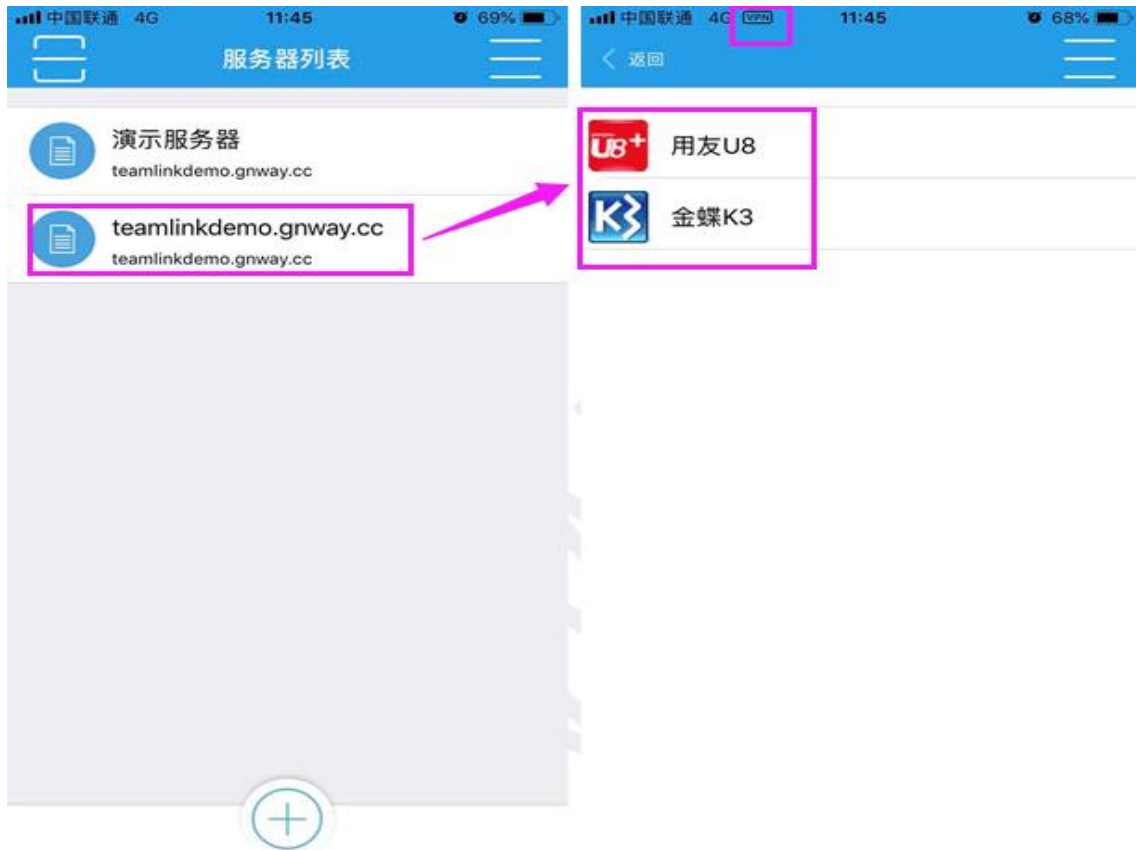 中国联通 4G 11:45 69%
服务器列表
演示服务器
teamlinkdemo.gnway.cc
teamlinkdemo.gnway.cc
teamlinkdemo.gnway.cc
中国联通 4G VPN 11:45 68%
返回
U8+ 用友U8
K3 金蝶K3